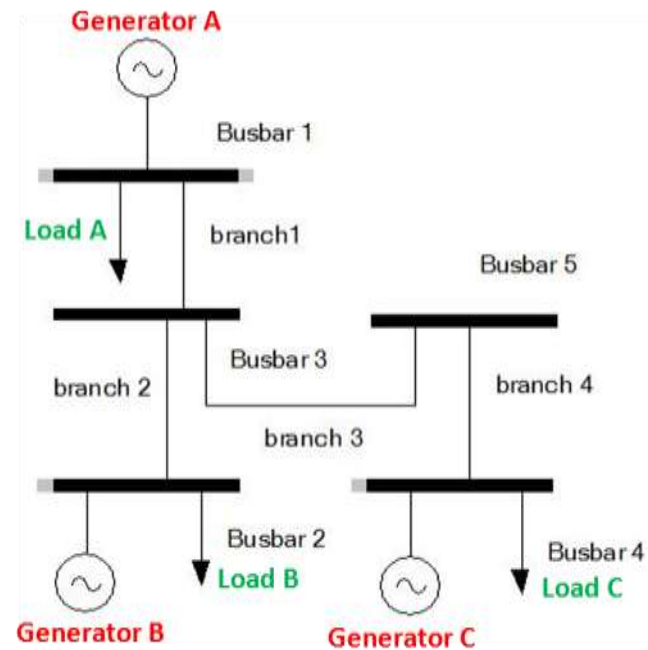 Generator A
Busbar 1
Load A
branch1
Busbar 5
Busbar 3
branch 2
branch 4
branch 3
Busbar 2
Busbar 4
Load B
Load C
Generator B
Generator C